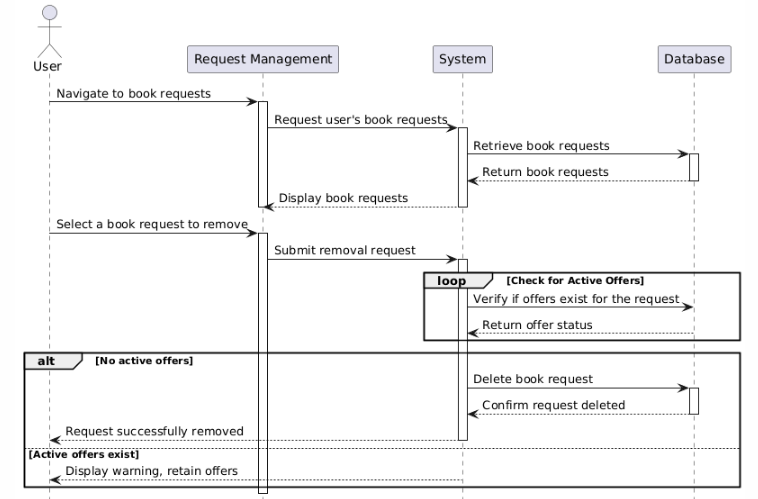 User
Request Management
System
Database
Navigate to book requests
Request user's book requests
Retrieve book requests
Return book requests
Display book requests
Select a book request to remove
Submit removal request
loop [Check for Active Offers]
Verify if offers exist for the request
Return offer status
alt [No active offers]
Delete book request
Confirm request deleted
Request successfully removed
[Active offers exist]
Display warning, retain offers